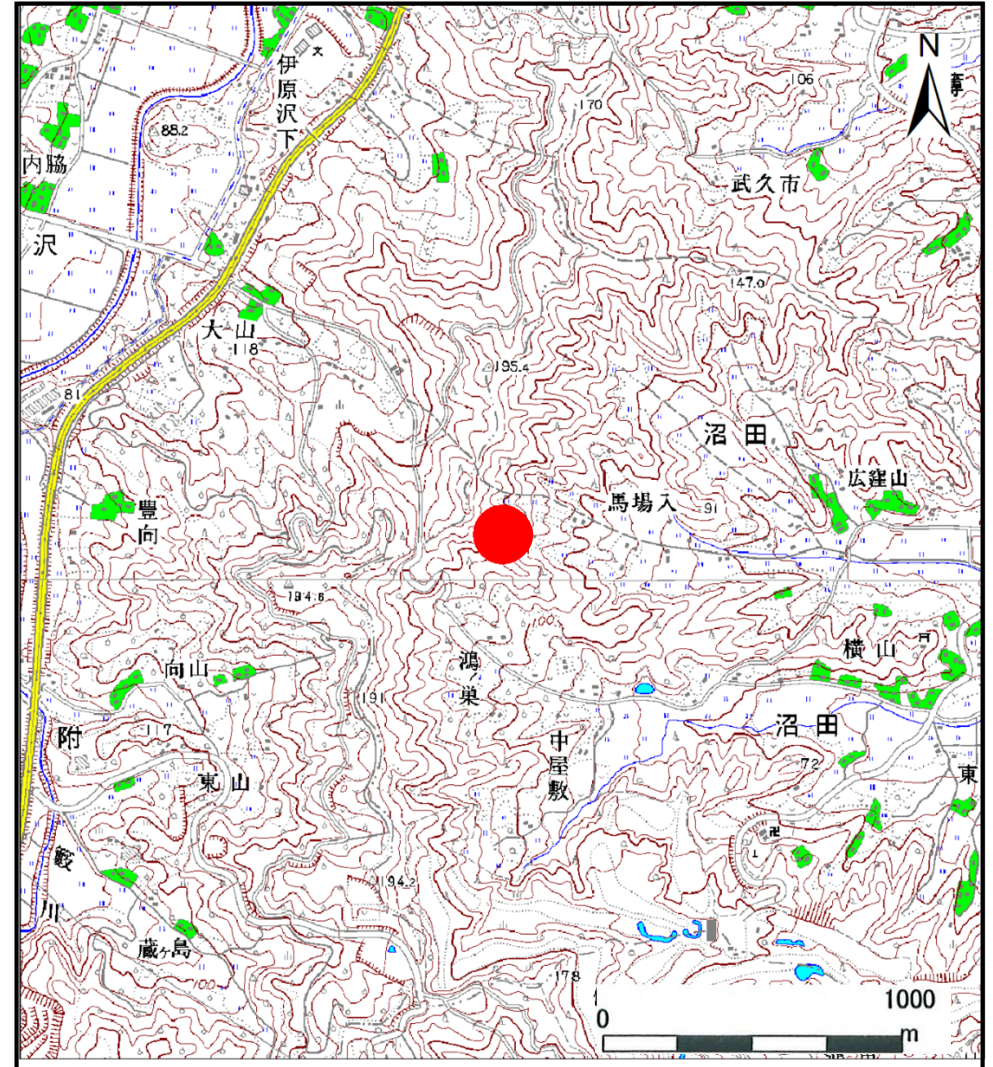 伊原沢下
文
N
106
170
88.2
内脇
武久市
沢
147.0
大山
118
195.4
81
沼田
広窪山
馬場入
91
豊向
194.6
横山
向山
鴻ノ巣
191
附
117
沼田
中屋敷
72
東
東山
卍
194.2
川
蔵ヶ島
178
1000
0
m